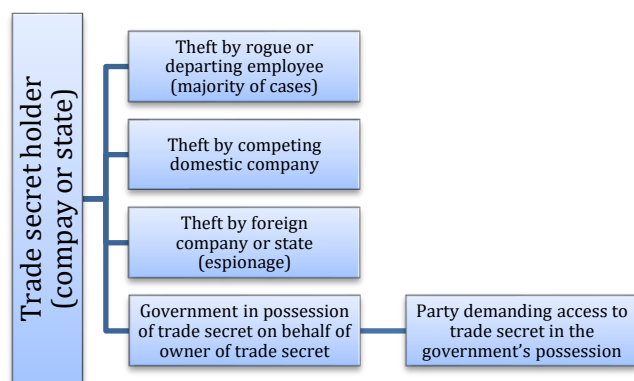 Trade secret holder
(compay or state)
Theft by rogue or
departing employee
(majority of cases)
Theft by competing
domestic company
Theft by foreign
company or state
(espionage)
Government in possession
of trade secret on behalf of
owner of trade secret
Party demanding access to
trade secret in the
government’s possession